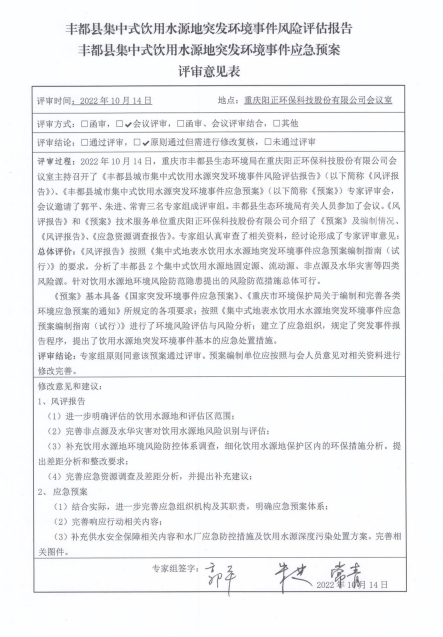 丰都县集中式饮用水源地突发环境事件风险评估报告
丰都县集中式饮用水源地突发环境事件应急预案
评审意见表
评审时间：2022 年 10 月 14 日 地点：重庆阳正环保科技股份有限公司会议室
评审方式：□函审，□✓会议评审，□函审、会议评审结合，□其他
评审结论：□通过评审，□✓原则通过但需进行修改复核，□未通过评审
评审过程：2022 年 10 月 14 日，重庆市丰都县生态环境局在重庆阳正环保科技股份有限公司会
议室主持召开了《丰都县城市集中式饮用水源突发环境事件风险评估报告》（以下简称《风评报
告》）、《丰都县城市集中式饮用水源突发环境事件应急预案》（以下简称《预案》）专家评审会，
会议邀请了郭平、朱进、常青三名专家组成评审组。丰都县生态环境局有关人员参加了会议。《风
评报告》和《预案》技术服务单位重庆阳正环保科技股份有限公司介绍了《预案》及编制情况、
《风评报告》、《应急资源调查报告》。专家组认真审查了相关资料，经讨论形成了专家评审意见：
总体评价：《风评报告》按照《集中式地表水饮用水水源地突发环境事件应急预案编制指南（试
行）》的要求，分析了丰都县 2 个集中式饮用水源地固定源、流动源、非点源及水华灾害等四类
风险源。针对饮用水源地环境风险防范隐患提出的风险防范措施总体可行。
《预案》基本具备《国家突发环境事件应急预案》、《重庆市环境保护局关于编制和完善各类
环境应急预案的通知》所规定的各项要求；按照《集中式地表水饮用水水源地突发环境事件应急
预案编制指南（试行）》进行了环境风险评估与风险分析；建立了应急组织，规定了突发事件报
告程序，提出了饮用水源地突发环境事件基本的应急处置措施。
评审结论：专家组原则同意该预案通过评审。预案编制单位应按照与会人员意见对相关资料进行
修改完善。
修改意见和建议：
1、风评报告
（1）进一步明确评估的饮用水源地和评估区范围；
（2）完善非点源及水华灾害对饮用水源地风险识别与评估；
（3）补充饮用水水源地环境风险防控体系调查，细化饮用水源地保护区内的环保措施分析，提
出差距分析和整改要求；
（4）完善应急资源调查及差距分析，并提出补充建议；
2、 应急预案
（1）结合实际，进一步完善应急组织机构及其职责，明确应急预案体系；
（2）完善响应行动相关内容；
（3）补充供水安全保障相关内容和水厂应急防控措施及饮用水源深度污染处置方案，完善相
关图件。
专家组签字： 郭平 朱进 常青
2022 年 10 月 14 日